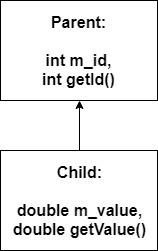 Parent:
int m_id,
int getId()
Child:
double m_value,
double getValue()